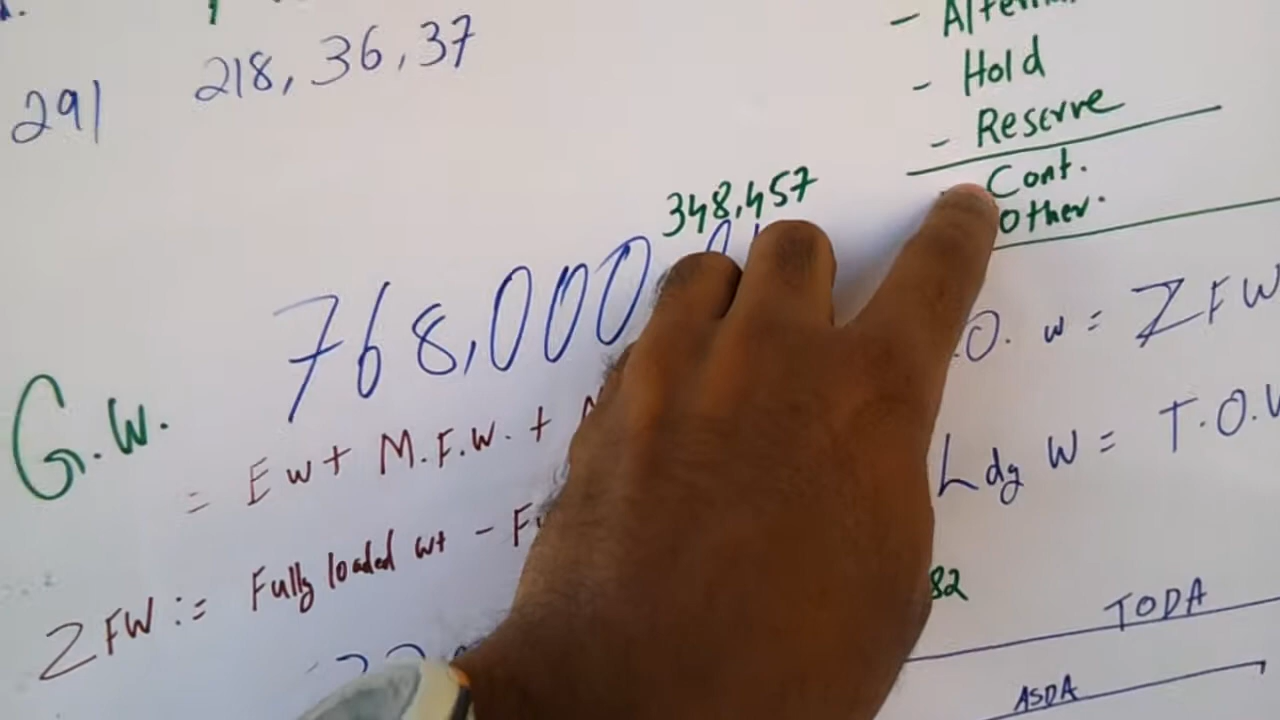 - Altern
- Hold
- Reserve
Cont.
Other.
291
218, 36, 37
348,457
768,000
G.W.
= EW + M.F.W. +
ZFW := Fully loaded wt -
.O. W = ZFW
Ldg W = T.O.W
82
TODA
ASDA